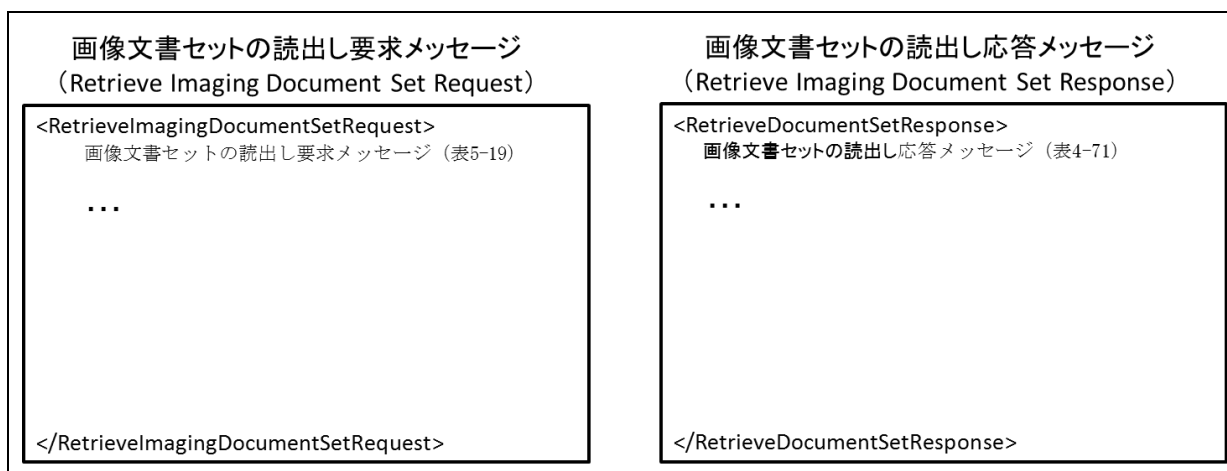 画像文書セットの読出し要求メッセージ
（Retrieve Imaging Document Set Request）
<RetrieveImagingDocumentSetRequest>
画像文書セットの読出し要求メッセージ（表5-19）
...
</RetrieveImagingDocumentSetRequest>
画像文書セットの読出し応答メッセージ
（Retrieve Imaging Document Set Response）
<RetrieveDocumentSetResponse>
画像文書セットの読出し応答メッセージ（表4-71）
...
</RetrieveDocumentSetResponse>